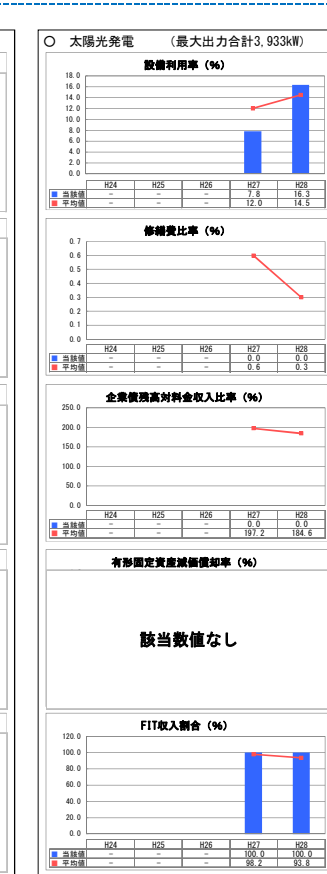 ○ 太陽光発電 （最大出力合計3,933kW）
設備利用率（%）
18.0
16.0
14.0
12.0
10.0
8.0
6.0
4.0
2.0
0.0
H24 H25 H26 H27 H28
当該値 － － － 7.8 16.3
平均値 － － － 12.0 14.5
修繕費比率（%）
0.7
0.6
0.5
0.4
0.3
0.2
0.1
0.0
H24 H25 H26 H27 H28
当該値 － － － 0.0 0.0
平均値 － － － 0.6 0.3
企業債残高対料金収入比率（%）
250.0
200.0
150.0
100.0
50.0
0.0
H24 H25 H26 H27 H28
当該値 － － － 0.0 0.0
平均値 － － － 197.2 184.6
有形固定資産減価償却率（%）
該当数値なし
FIT収入割合（%）
120.0
100.0
80.0
60.0
40.0
20.0
0.0
H24 H25 H26 H27 H28
当該値 － － － 100.0 100.0
平均値 － － － 98.2 93.8